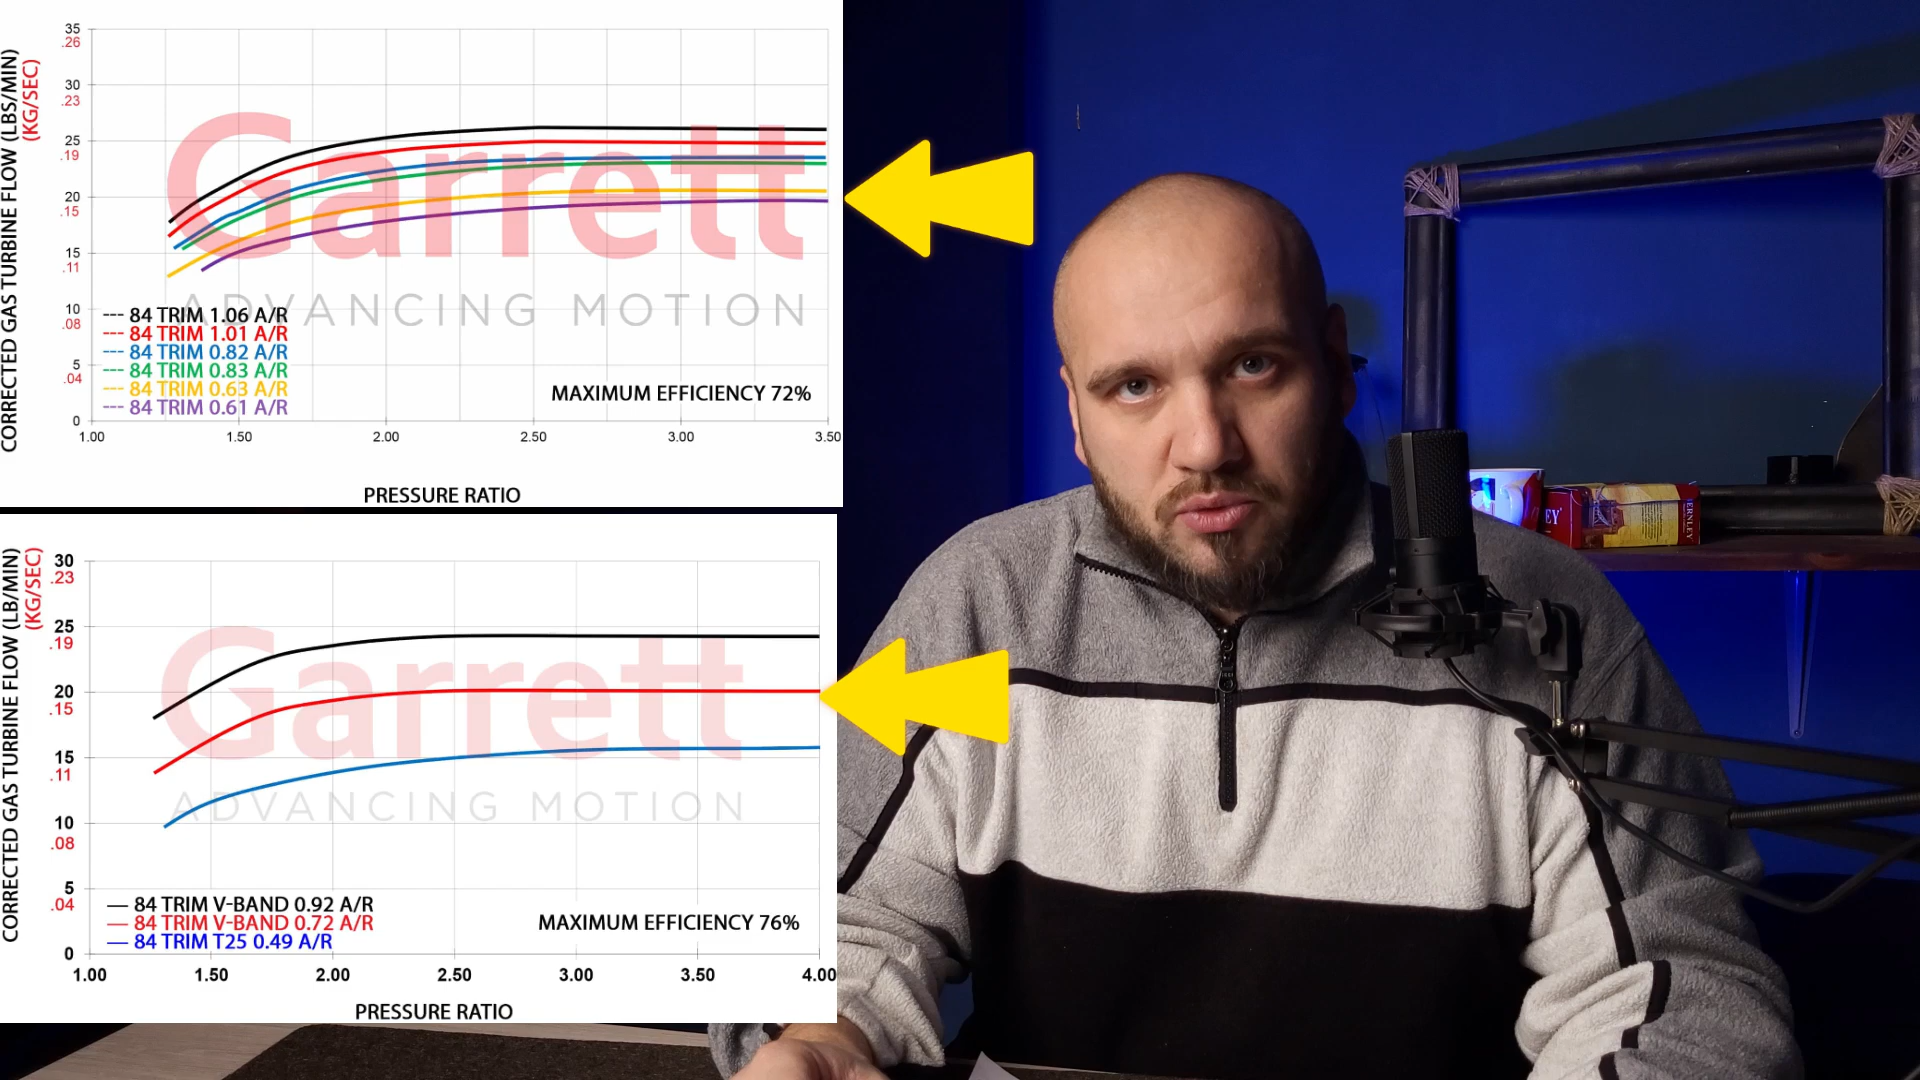 CORRECTED GAS TURBINE FLOW (LBS/MIN)
(KG/SEC)
35
.26
30
.23
25
.19
20
.15
15
.11
10
.08
5
.04
0
Garrett
ADVANCING MOTION
--- 84 TRIM 1.06 A/R
--- 84 TRIM 1.01 A/R
--- 84 TRIM 0.82 A/R
--- 84 TRIM 0.83 A/R
--- 84 TRIM 0.63 A/R
--- 84 TRIM 0.61 A/R
MAXIMUM EFFICIENCY 72%
1.00 1.50 2.00 2.50 3.00 3.50
PRESSURE RATIO
CORRECTED GAS TURBINE FLOW (LB/MIN)
(KG/SEC)
30
.23
25
.19
20
.15
15
.11
10
.08
5
.04
0
Garrett
ADVANCING MOTION
— 84 TRIM V-BAND 0.92 A/R
— 84 TRIM V-BAND 0.72 A/R
— 84 TRIM T25 0.49 A/R
MAXIMUM EFFICIENCY 76%
1.00 1.50 2.00 2.50 3.00 3.50 4.00
PRESSURE RATIO
EY
ERNLEY